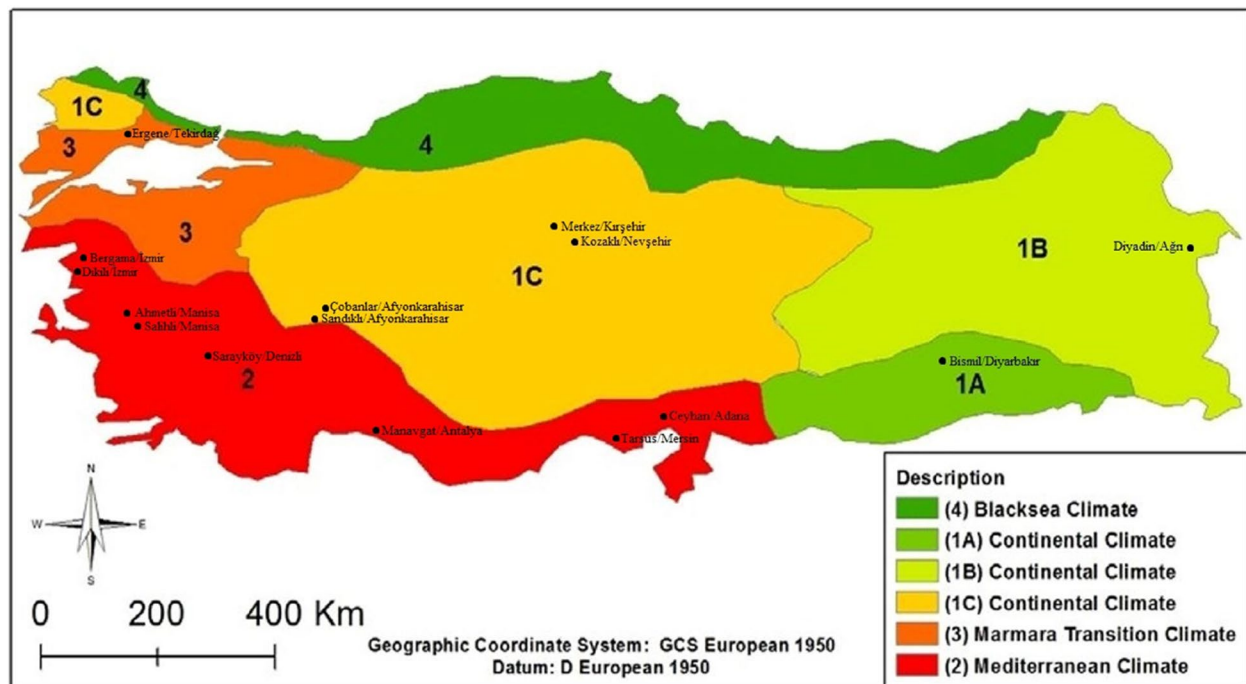 4
1C
Ergene/Tekirdağ
3
4
3
Merkez/Kırşehir
Kozaklı/Nevşehir
1B
Diyadin/Ağrı
Bergama/İzmir
Dikili/İzmir
1C
Çobanlar/Afyonkarahisar
Sandıklı/Afyonkarahisar
Ahmetli/Manisa
Salihli/Manisa
Sarayköy/Denizli
2
Bismil/Diyarbakır
1A
Manavgat/Antalya
Ceyhan/Adana
Tarsus/Mersin
N
W E
S
0 200 400 Km
Geographic Coordinate System: GCS European 1950
Datum: D European 1950
Description
(4) Blacksea Climate
(1A) Continental Climate
(1B) Continental Climate
(1C) Continental Climate
(3) Marmara Transition Climate
(2) Mediterranean Climate